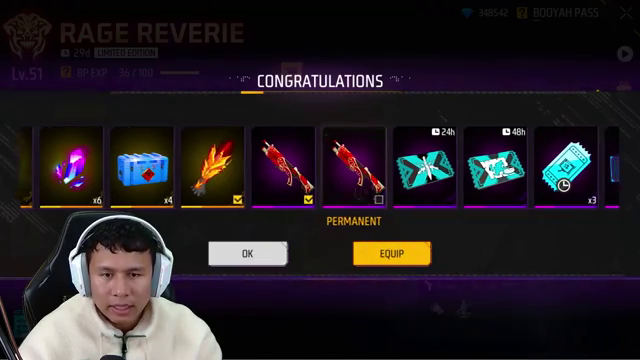 RAGE REVERIE
348542
BOOYAH PASS
29d
LIMITED EDITION
Lv.51
BP EXP
36 / 100
CONGRATULATIONS
x6
x4
24h
48h
x3
PERMANENT
OK
EQUIP